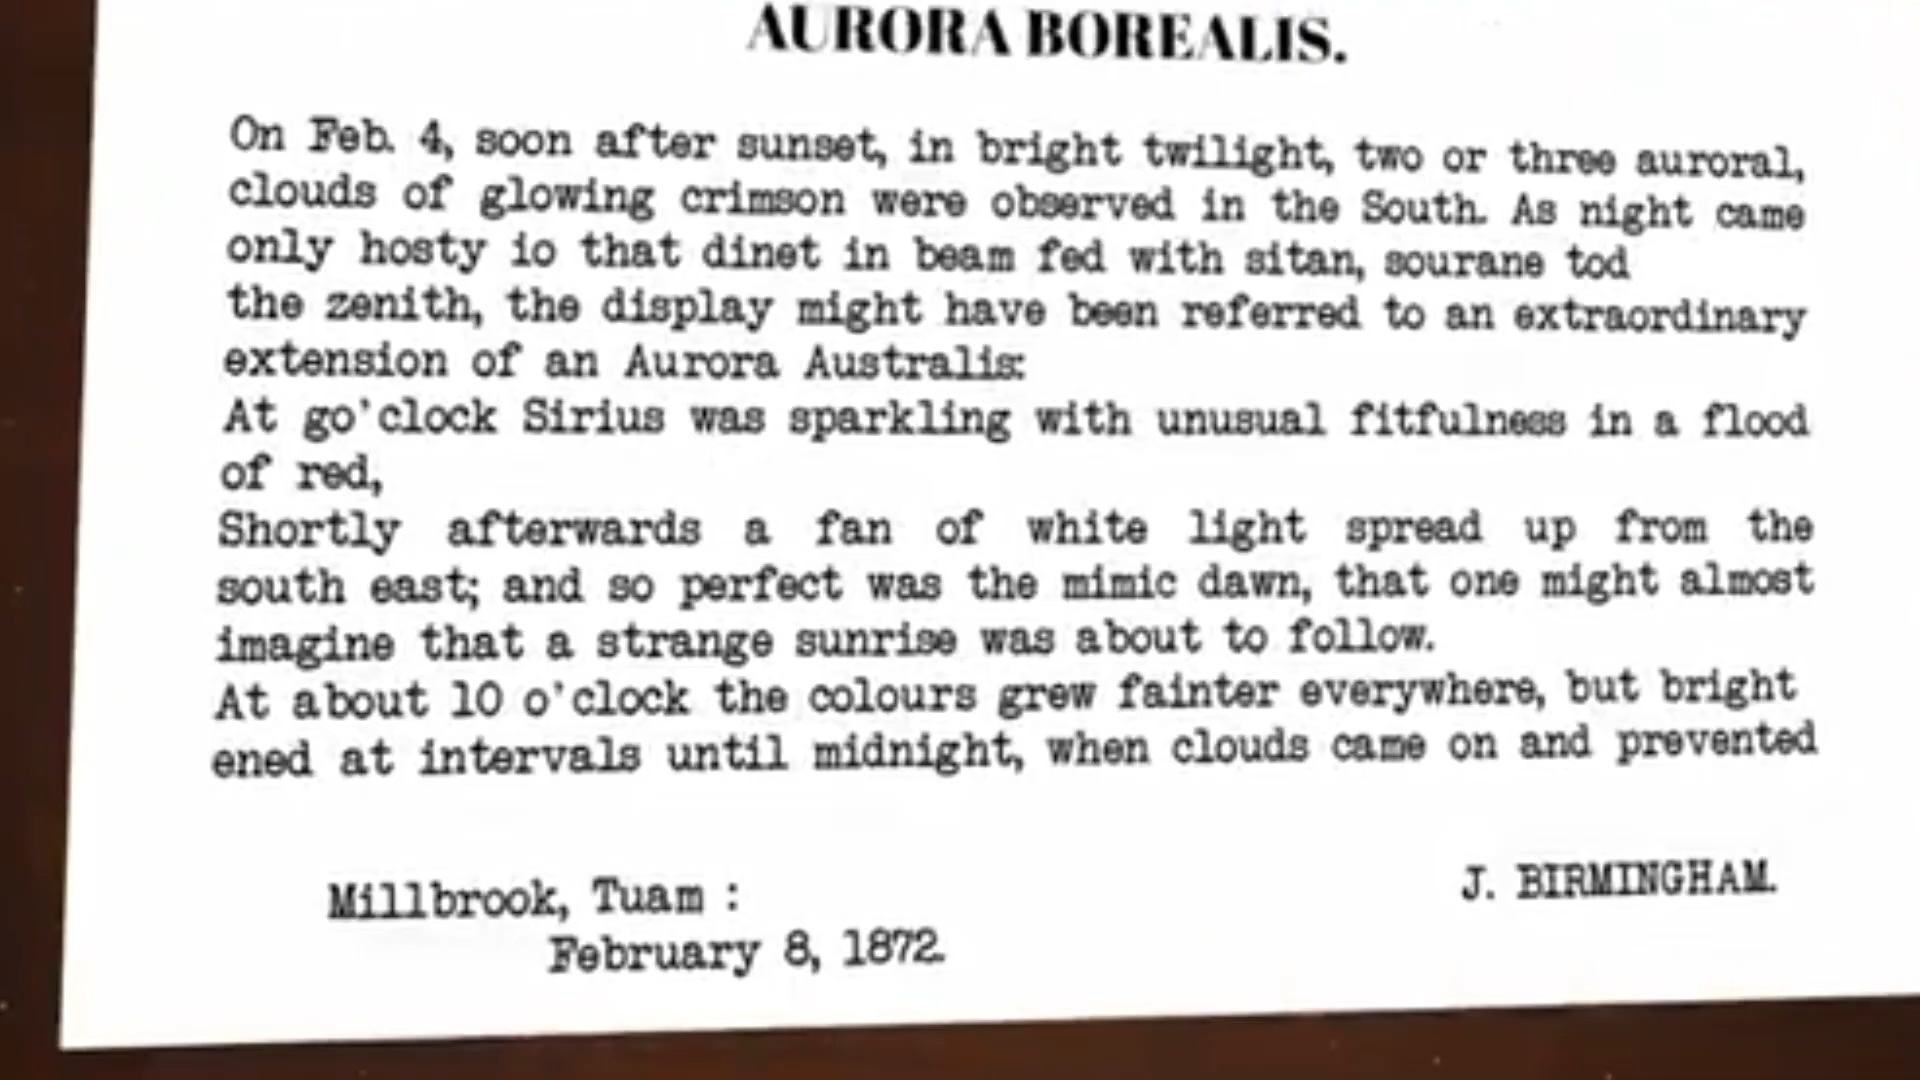 AURORA BOREALIS.
On Feb. 4, soon after sunset, in bright twilight, two or three auroral,
clouds of glowing crimson were observed in the South. As night came
only hosty io that dinet in beam fed with sitan, sourane tod
the zenith, the display might have been referred to an extraordinary
extension of an Aurora Australis:
At go'clock Sirius was sparkling with unusual fitfulness in a flood
of red,
Shortly afterwards a fan of white light spread up from the
south east; and so perfect was the mimic dawn, that one might almost
imagine that a strange sunrise was about to follow.
At about 10 o'clock the colours grew fainter everywhere, but bright
ened at intervals until midnight, when clouds came on and prevented
J. BIRMINGHAM.
Millbrook, Tuam :
February 8, 1872.